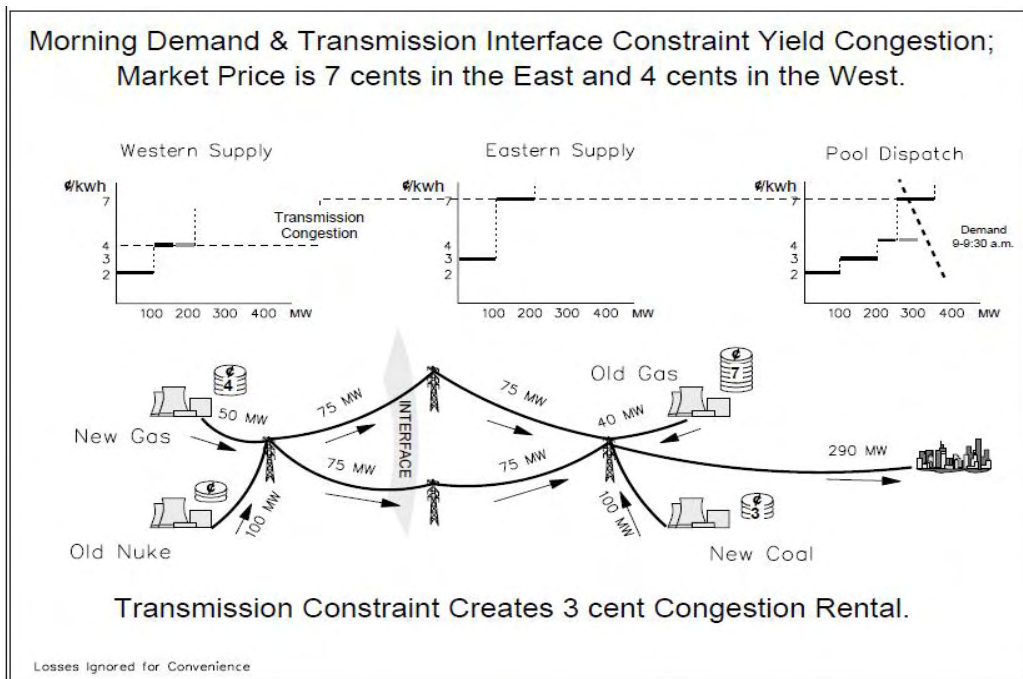 Morning Demand & Transmission Interface Constraint Yield Congestion;
Market Price is 7 cents in the East and 4 cents in the West.
Western Supply
Eastern Supply
Pool Dispatch
¢/kwh
¢/kwh
¢/kwh
7
7
7
Transmission
Congestion
Demand
9-9:30 a.m.
4
4
4
3
3
3
2
2
2
100 200 300 400 MW
100 200 300 400 MW
100 200 300 400 MW
¢
4
¢
7
Old Gas
75 MW
75 MW
50 MW
40 MW
New Gas
INTERFACE
290 MW
75 MW
75 MW
¢
¢
3
100 MW
100 MW
Old Nuke
New Coal
Transmission Constraint Creates 3 cent Congestion Rental.
Losses Ignored for Convenience